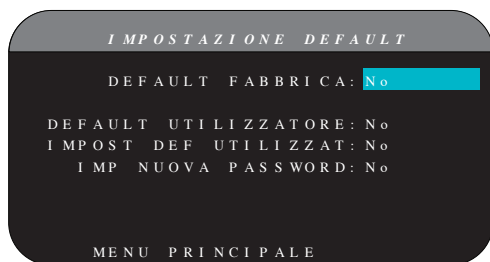 IMPOSTAZIONE DEFAULT
DEFAULT FABBRICA: No
DEFAULT UTILIZZATORE: No
IMPOST DEF UTILIZZAT: No
IMP NUOVA PASSWORD: No
MENU PRINCIPALE